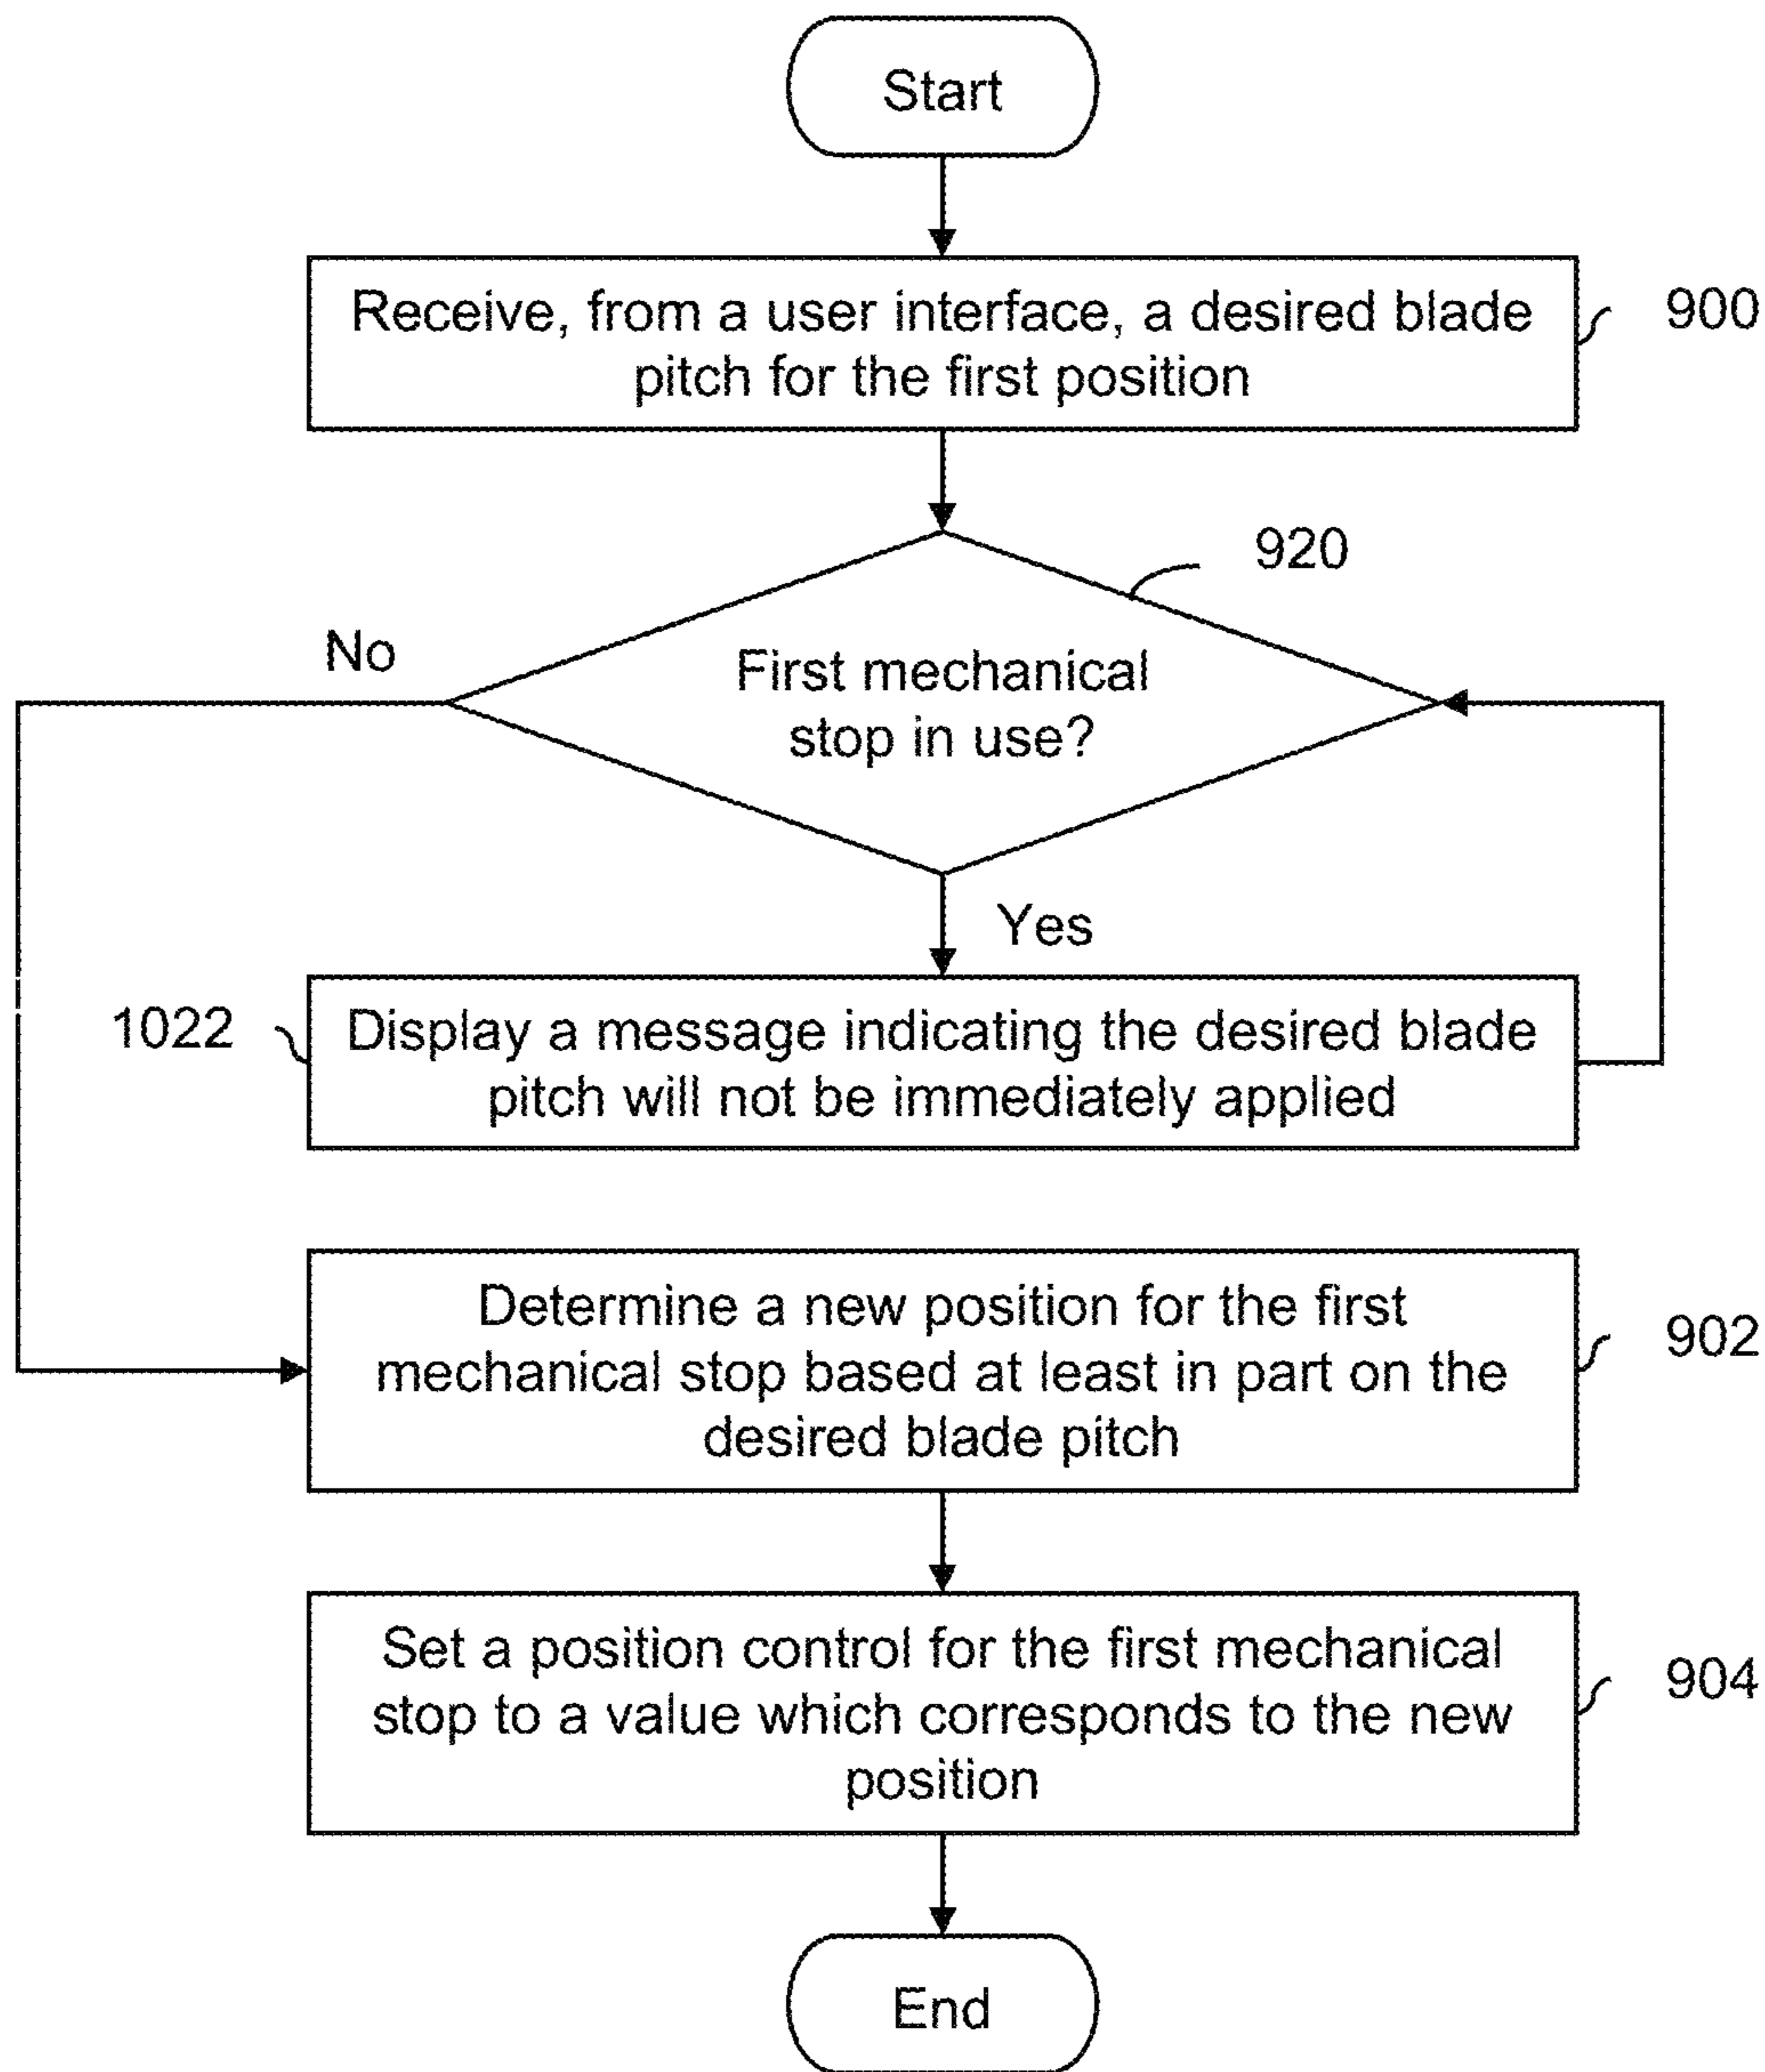 Start
Receive, from a user interface, a desired blade
pitch for the first position
900
920
No
First mechanical
stop in use?
Yes
1022
Display a message indicating the desired blade
pitch will not be immediately applied
Determine a new position for the first
mechanical stop based at least in part on the
desired blade pitch
902
Set a position control for the first mechanical
stop to a value which corresponds to the new
position
904
End